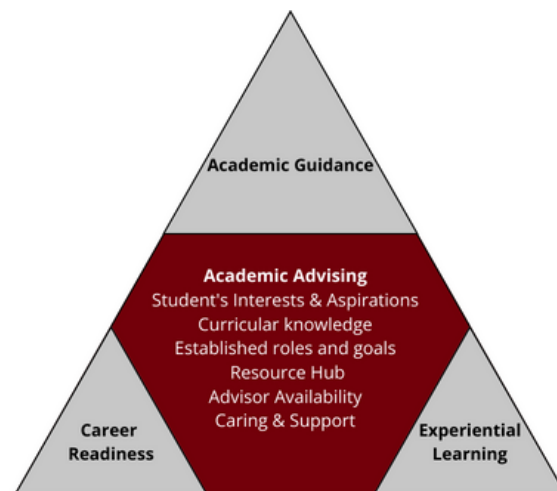 Academic Guidance
Academic Advising
Student's Interests & Aspirations
Curricular knowledge
Established roles and goals
Resource Hub
Advisor Availability
Caring & Support
Career
Readiness
Experiential
Learning